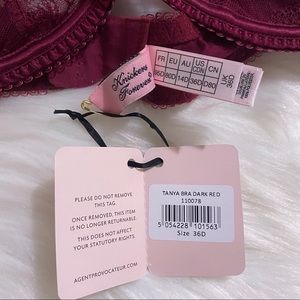 Knickers
Forever
FR EU AU US CDN CN
95D 80D 14D 36D D80
PLEASE DO NOT REMOVE
THIS TAG.
ONCE REMOVED, THIS ITEM
IS NO LONGER RETURNABLE.
THIS DOES NOT AFFECT
YOUR STATUTORY RIGHTS.
AGENTPROVOCATEUR.COM
TANYA BRA DARK RED
110078
5 054228 101563
Size 36D